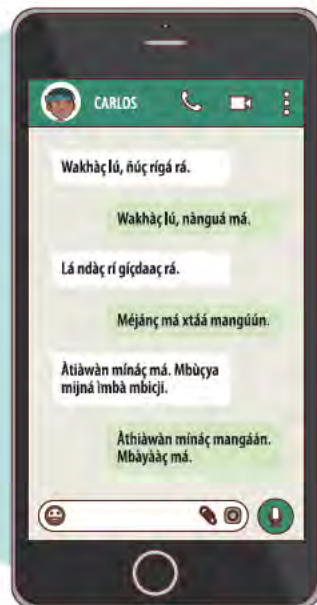 CARLOS
Wakhàç lú, ñúç rígá rá.
Wakhàç lú, nànguá má.
Lá ndàç rí gíçdaaç rá.
Méjánç má xtáá mangúún.
Àtiàwàn mínáç má. Mbùçya
mijná ìmbà mbiçji.
Àthiàwàn mínáç mangáán.
Mbàyààç má.